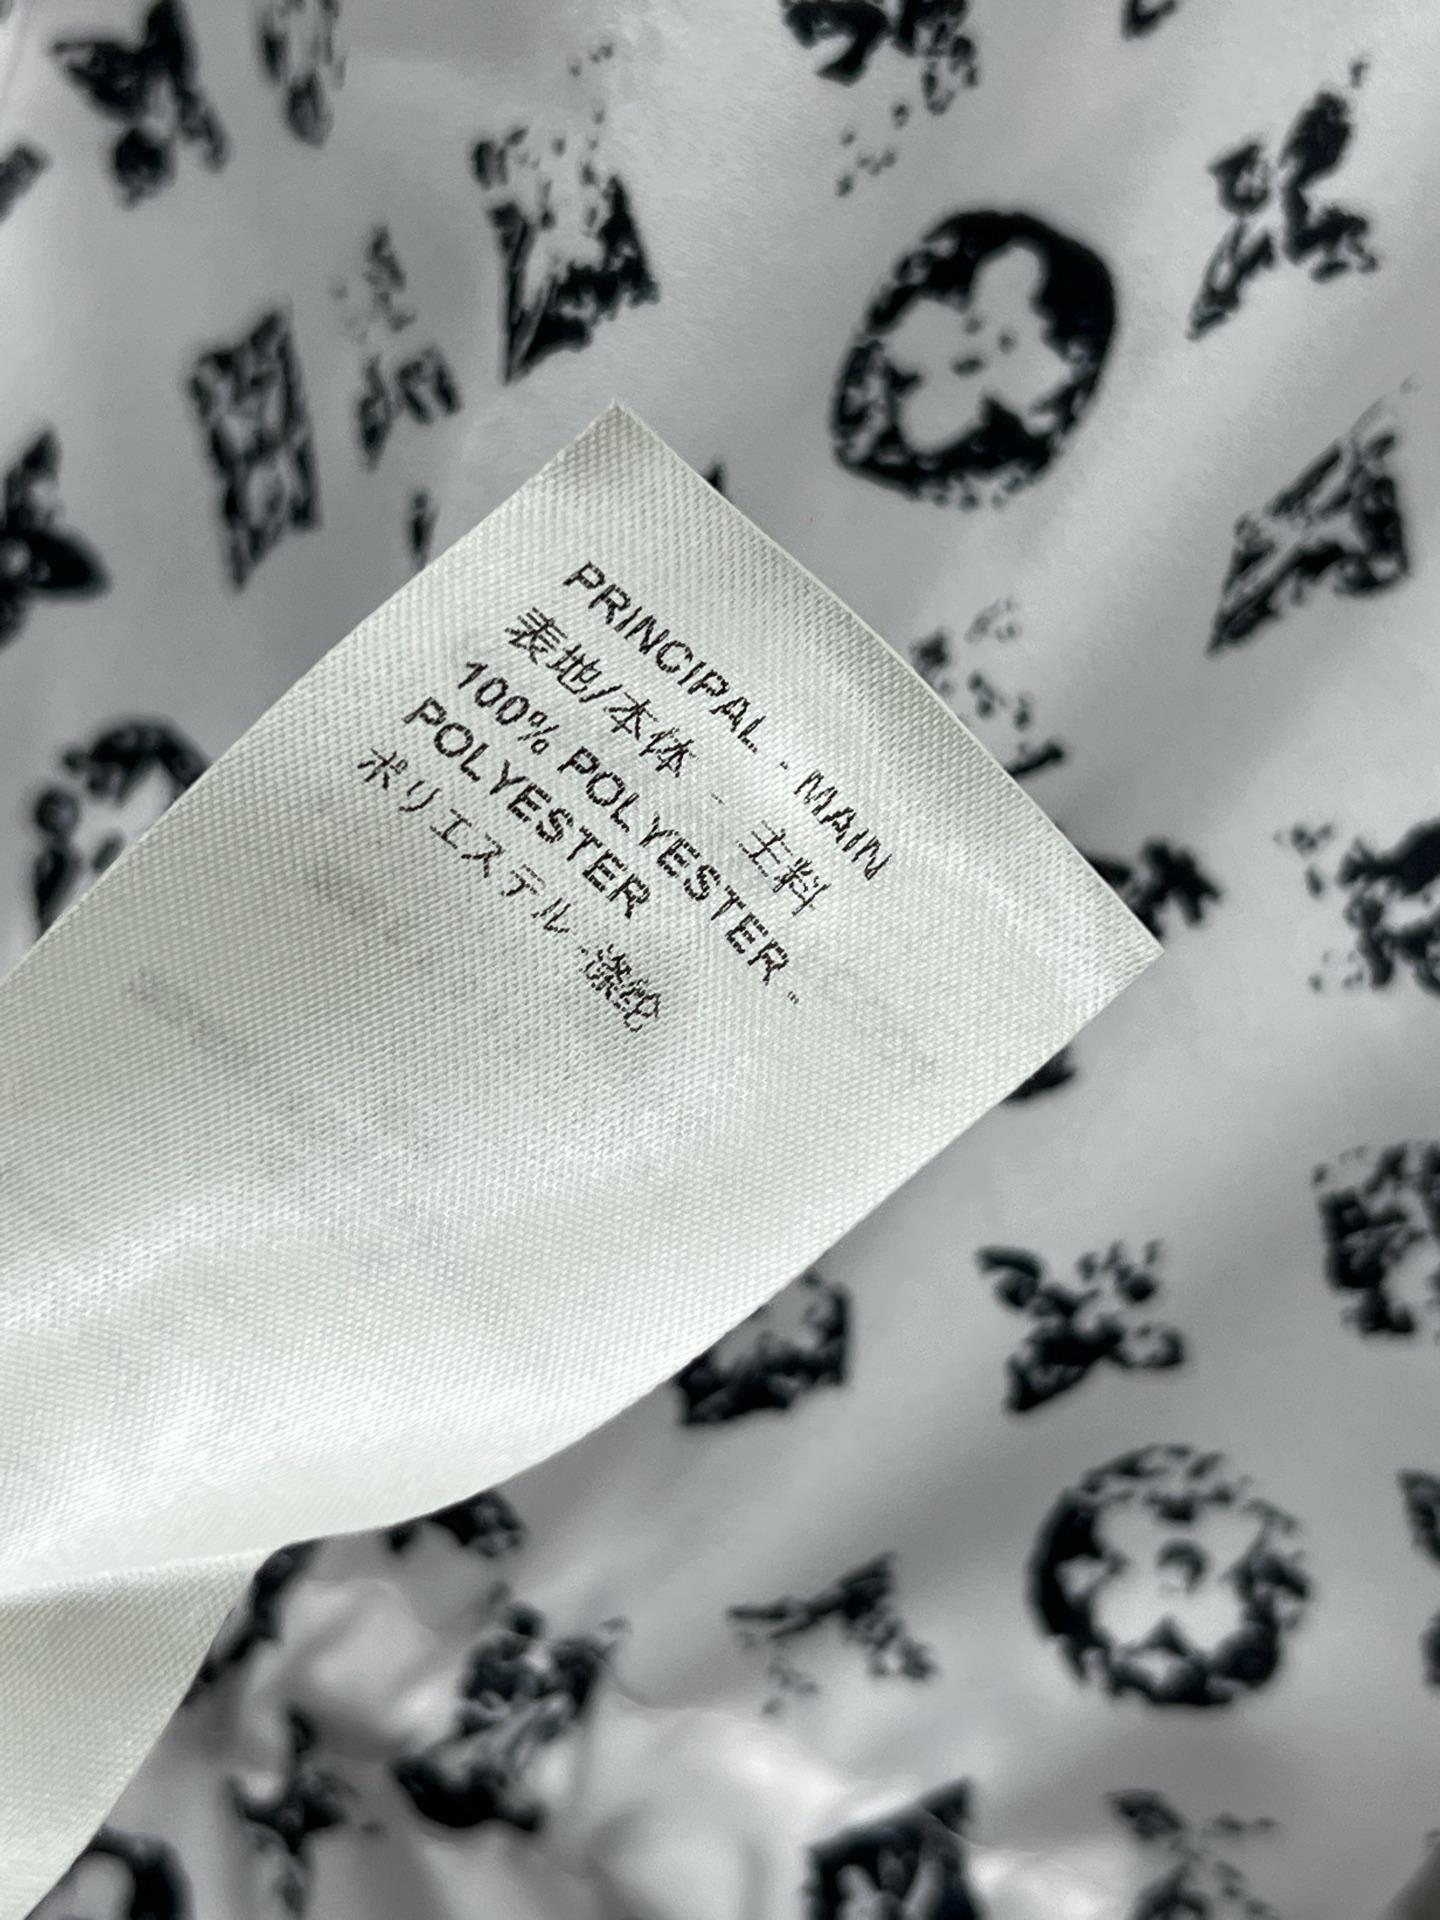 PRINCIPAL - MAIN
表地/本体 - 主料
100% POLYESTER -
POLYESTER
ポリエステル-涤纶